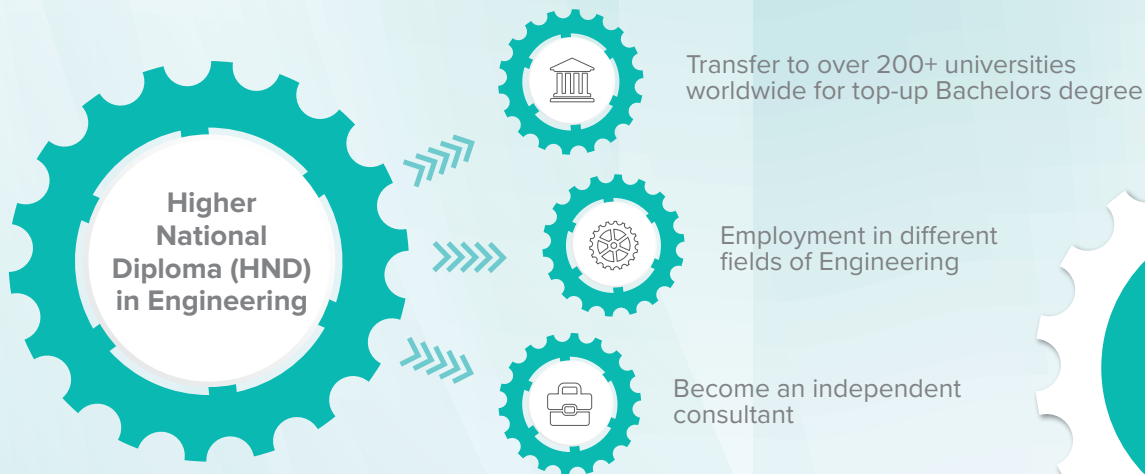 Higher
National
Diploma (HND)
in Engineering
Transfer to over 200+ universities
worldwide for top-up Bachelors degree
Employment in different
fields of Engineering
Become an independent
consultant